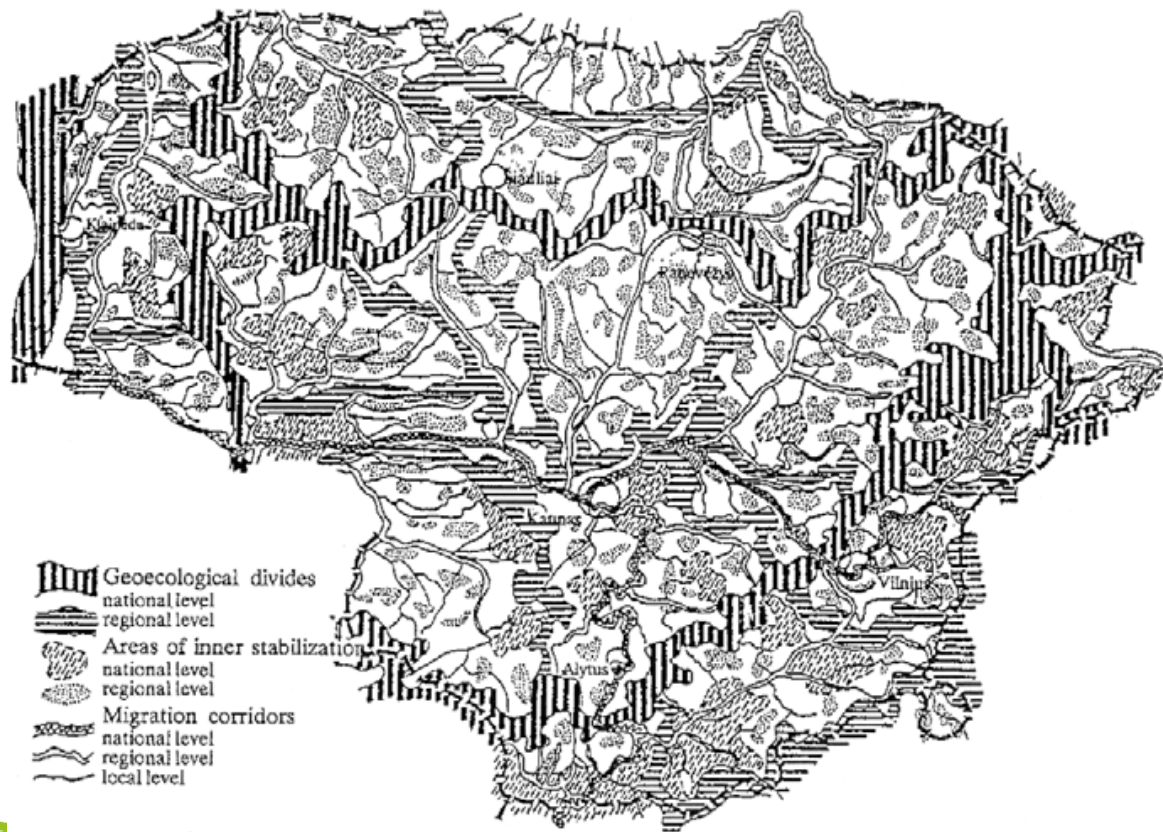 Šiauliai
Klaipėda
Panevėžys
Kaunas
Vilnius
Alytus
Geoecological divides
national level
regional level
Areas of inner stabilization
national level
regional level
Migration corridors
national level
regional level
local level